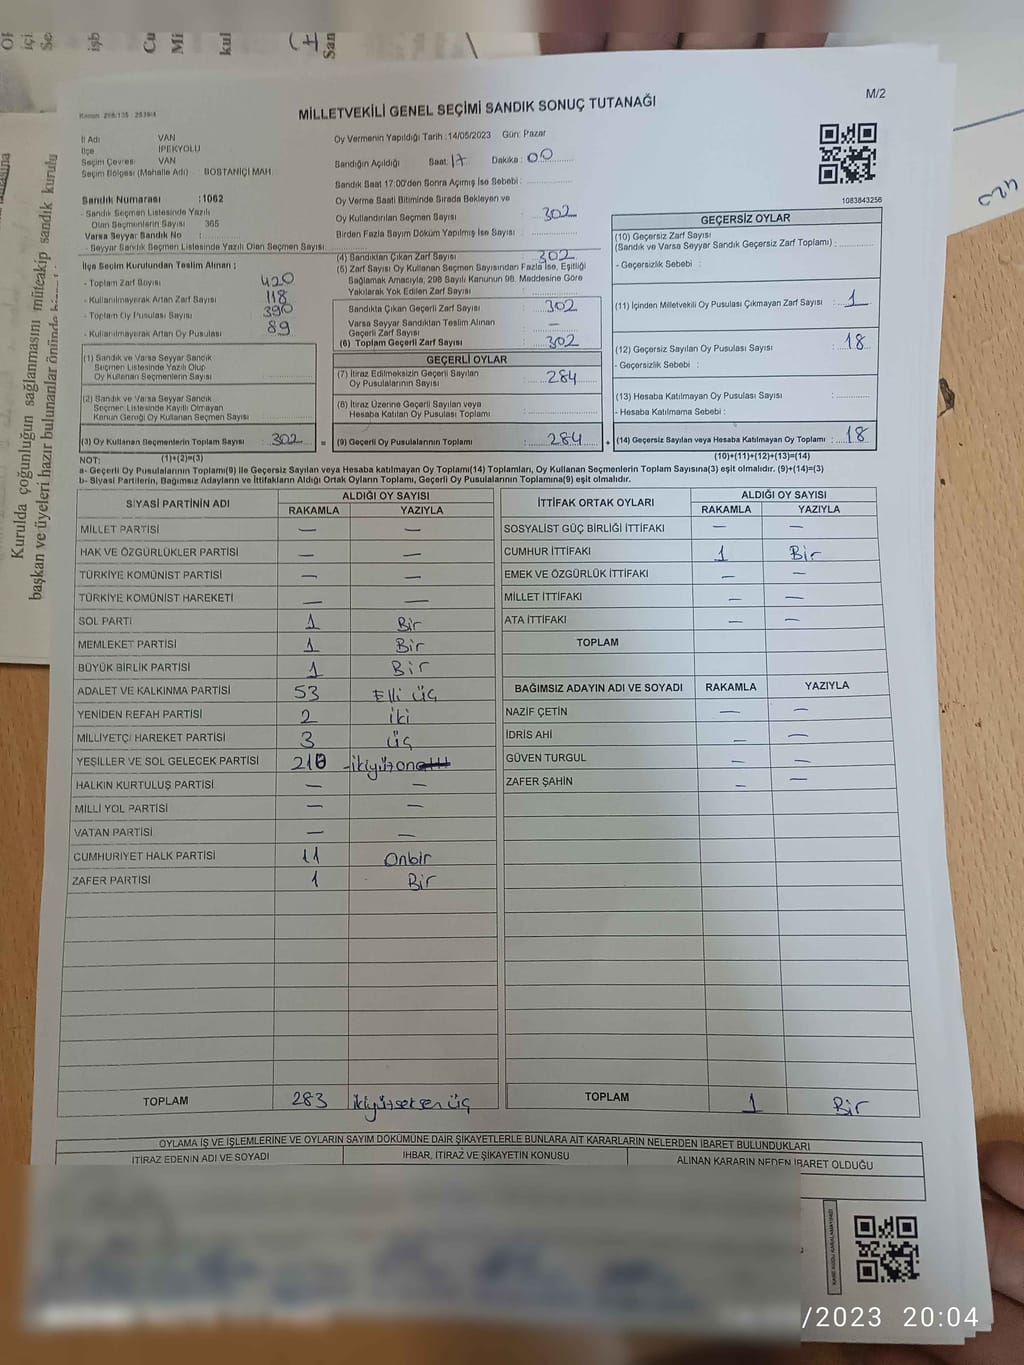 Kurulda çoğunluğun sağlanmasını müteakip sandık kurulu
başkan ve üyeleri hazır bulunanlar önünde
işb
Cu
Mi
kul
San
M/2
MİLLETVEKİLİ GENEL SEÇİMİ SANDIK SONUÇ TUTANAĞI
İl Adı VAN
İlçe İPEKYOLU
Seçim Çevresi VAN
Seçim Bölgesi (Mahalle Adı) BOSTANİÇİ MAH.
Sandık Numarası :1062
- Sandık Seçmen Listesinde Yazılı
Olan Seçmenlerin Sayısı 365
Varsa Seyyar Sandık No :
- Seyyar Sandık Seçmen Listesinde Yazılı Olan Seçmen Sayısı
Oy Vermenin Yapıldığı Tarih :14/05/2023 Gün: Pazar
Sandığın Açıldığı Saat: 17 Dakika : 00
Sandık Saat 17:00'den Sonra Açımış İse Sebebi :
Oy Verme Saati Bitiminde Sırada Bekleyen ve
Oy Kullandırılan Seçmen Sayısı : 302
Birden Fazla Sayım Döküm Yapılmış İse Sayısı :
1083843256
İlçe Seçim Kurulundan Teslim Alınan ;
- Toplam Zarf Sayısı 420
- Kullanılmayarak Artan Zarf Sayısı 118
- Toplam Oy Pusulası Sayısı 390
- Kullanılmayarak Artan Oy Pusulası 89
(4) Sandıktan Çıkan Zarf Sayısı : 302
(5) Zarf Sayısı Oy Kullanan Seçmen Sayısından Fazla İse, Eşitliği
Sağlamak Amacıyla, 298 Sayılı Kanunun 98. Maddesine Göre
Yakılarak Yok Edilen Zarf Sayısı :
Sandıkta Çıkan Geçerli Zarf Sayısı : 302
Varsa Seyyar Sandıktan Teslim Alınan
Geçerli Zarf Sayısı : —
(6) Toplam Geçerli Zarf Sayısı : 302
GEÇERSİZ OYLAR
(10) Geçersiz Zarf Sayısı
(Sandık ve Varsa Seyyar Sandık Geçersiz Zarf Toplamı) :
- Geçersizlik Sebebi :
(11) İçinden Milletvekili Oy Pusulası Çıkmayan Zarf Sayısı : 1
(12) Geçersiz Sayılan Oy Pusulası Sayısı : 18
- Geçersizlik Sebebi :
(13) Hesaba Katılmayan Oy Pusulası Sayısı :
- Hesaba Katılmama Sebebi :
(14) Geçersiz Sayılan veya Hesaba Katılmayan Oy Toplamı : 18
(1) Sandık ve Varsa Seyyar Sandık
Seçmen Listesinde Yazılı Olup
Oy Kullanan Seçmenlerin Sayısı :
(2) Sandık ve Varsa Seyyar Sandık
Seçmen Listesinde Kayıtlı Olmayan
Kanun Gereği Oy Kullanan Seçmen Sayısı :
(3) Oy Kullanan Seçmenlerin Toplam Sayısı : 302 =
GEÇERLİ OYLAR
(7) İtiraz Edilmeksizin Geçerli Sayılan
Oy Pusulalarının Sayısı : 284
(8) İtiraz Üzerine Geçerli Sayılan veya
Hesaba Katılan Oy Pusulası Toplamı :
(9) Geçerli Oy Pusulalarının Toplamı : 284 +
NOT: (1)+(2)=(3) (10)+(11)+(12)+(13)=(14)
a- Geçerli Oy Pusulalarının Toplamı(9) ile Geçersiz Sayılan veya Hesaba katılmayan Oy Toplamı(14) Toplamları, Oy Kullanan Seçmenlerin Toplam Sayısına(3) eşit olmalıdır. (9)+(14)=(3)
b- Siyasi Partilerin, Bağımsız Adayların ve İttifakların Aldığı Ortak Oyların Toplamı, Geçerli Oy Pusulalarının Toplamına(9) eşit olmalıdır.
SİYASİ PARTİNİN ADI ALDIĞI OY SAYISI
RAKAMLA YAZIYLA
MİLLET PARTİSİ — —
HAK VE ÖZGÜRLÜKLER PARTİSİ — —
TÜRKİYE KOMÜNİST PARTİSİ — —
TÜRKİYE KOMÜNİST HAREKETİ — —
SOL PARTİ 1 Bir
MEMLEKET PARTİSİ 1 Bir
BÜYÜK BİRLİK PARTİSİ 1 Bir
ADALET VE KALKINMA PARTİSİ 53 Elli üç
YENİDEN REFAH PARTİSİ 2 iki
MİLLİYETÇİ HAREKET PARTİSİ 3 üç
YEŞİLLER VE SOL GELECEK PARTİSİ 210 ikiyüzon
HALKIN KURTULUŞ PARTİSİ — —
MİLLİ YOL PARTİSİ — —
VATAN PARTİSİ — —
CUMHURİYET HALK PARTİSİ 11 Onbir
ZAFER PARTİSİ 1 Bir
TOPLAM 283 ikiyüzseksen üç
İTTİFAK ORTAK OYLARI ALDIĞI OY SAYISI
RAKAMLA YAZIYLA
SOSYALİST GÜÇ BİRLİĞİ İTTİFAKI — —
CUMHUR İTTİFAKI 1 Bir
EMEK VE ÖZGÜRLÜK İTTİFAKI — —
MİLLET İTTİFAKI — —
ATA İTTİFAKI — —
TOPLAM
BAĞIMSIZ ADAYIN ADI VE SOYADI RAKAMLA YAZIYLA
NAZİF ÇETİN — —
İDRİS AHİ — —
GÜVEN TURGUL — —
ZAFER ŞAHİN — —
TOPLAM 1 Bir
OYLAMA İŞ VE İŞLEMLERİNE VE OYLARIN SAYIM DÖKÜMÜNE DAİR ŞİKAYETLERLE BUNLARA AİT KARARLARIN NELERDEN İBARET BULUNDUKLARI
İTİRAZ EDENİN ADI VE SOYADI İHBAR, İTİRAZ VE ŞİKAYETİN KONUSU ALINAN KARARIN NEDEN İBARET OLDUĞU
/2023 20:04